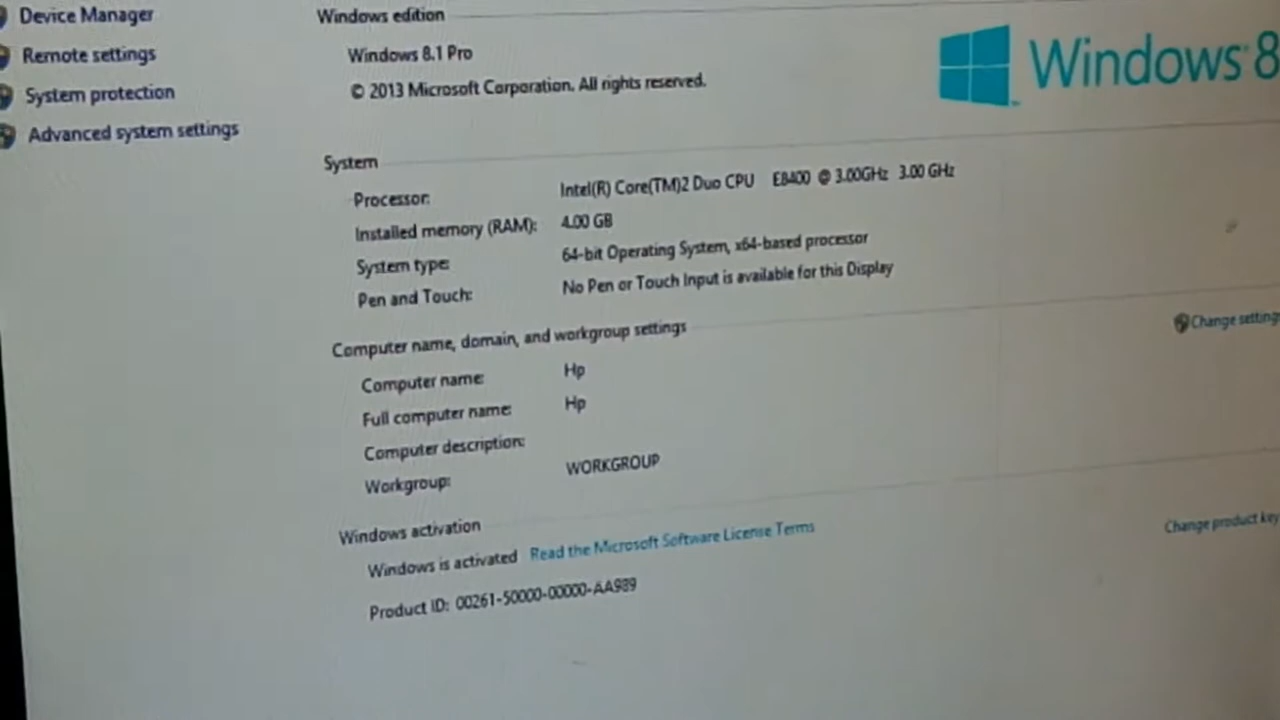 Device Manager
Remote settings
System protection
Advanced system settings
Windows edition
Windows 8.1 Pro
© 2013 Microsoft Corporation. All rights reserved.
Windows 8
System
Processor: Intel(R) Core(TM)2 Duo CPU E8400 @ 3.00GHz 3.00 GHz
Installed memory (RAM): 4.00 GB
System type: 64-bit Operating System, x64-based processor
Pen and Touch: No Pen or Touch Input is available for this Display
Computer name, domain, and workgroup settings
Computer name: Hp
Change settings
Full computer name: Hp
Computer description:
Workgroup: WORKGROUP
Windows activation
Windows is activated Read the Microsoft Software License Terms
Product ID: 00261-50000-00000-AA989
Change product key